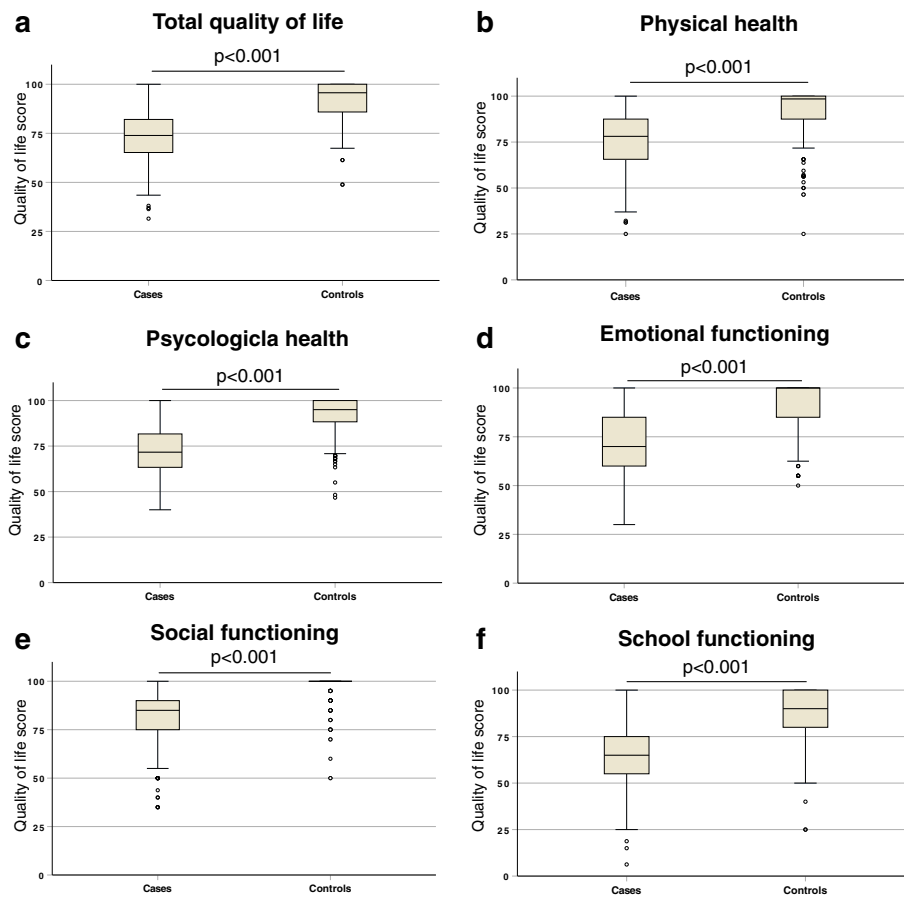 a
Total quality of life
p<0.001
Quality of life score
100
75
50
25
0
Cases
Controls
b
Physical health
p<0.001
Quality of life score
100
75
50
25
0
Cases
Controls
c
Psycologicla health
p<0.001
Quality of life score
100
75
50
25
0
Cases
Controls
d
Emotional functioning
p<0.001
Quality of life score
100
75
50
25
0
Cases
Controls
e
Social functioning
p<0.001
Quality of life score
100
75
50
25
0
Cases
Controls
f
School functioning
p<0.001
Quality of life score
100
75
50
25
0
Cases
Controls